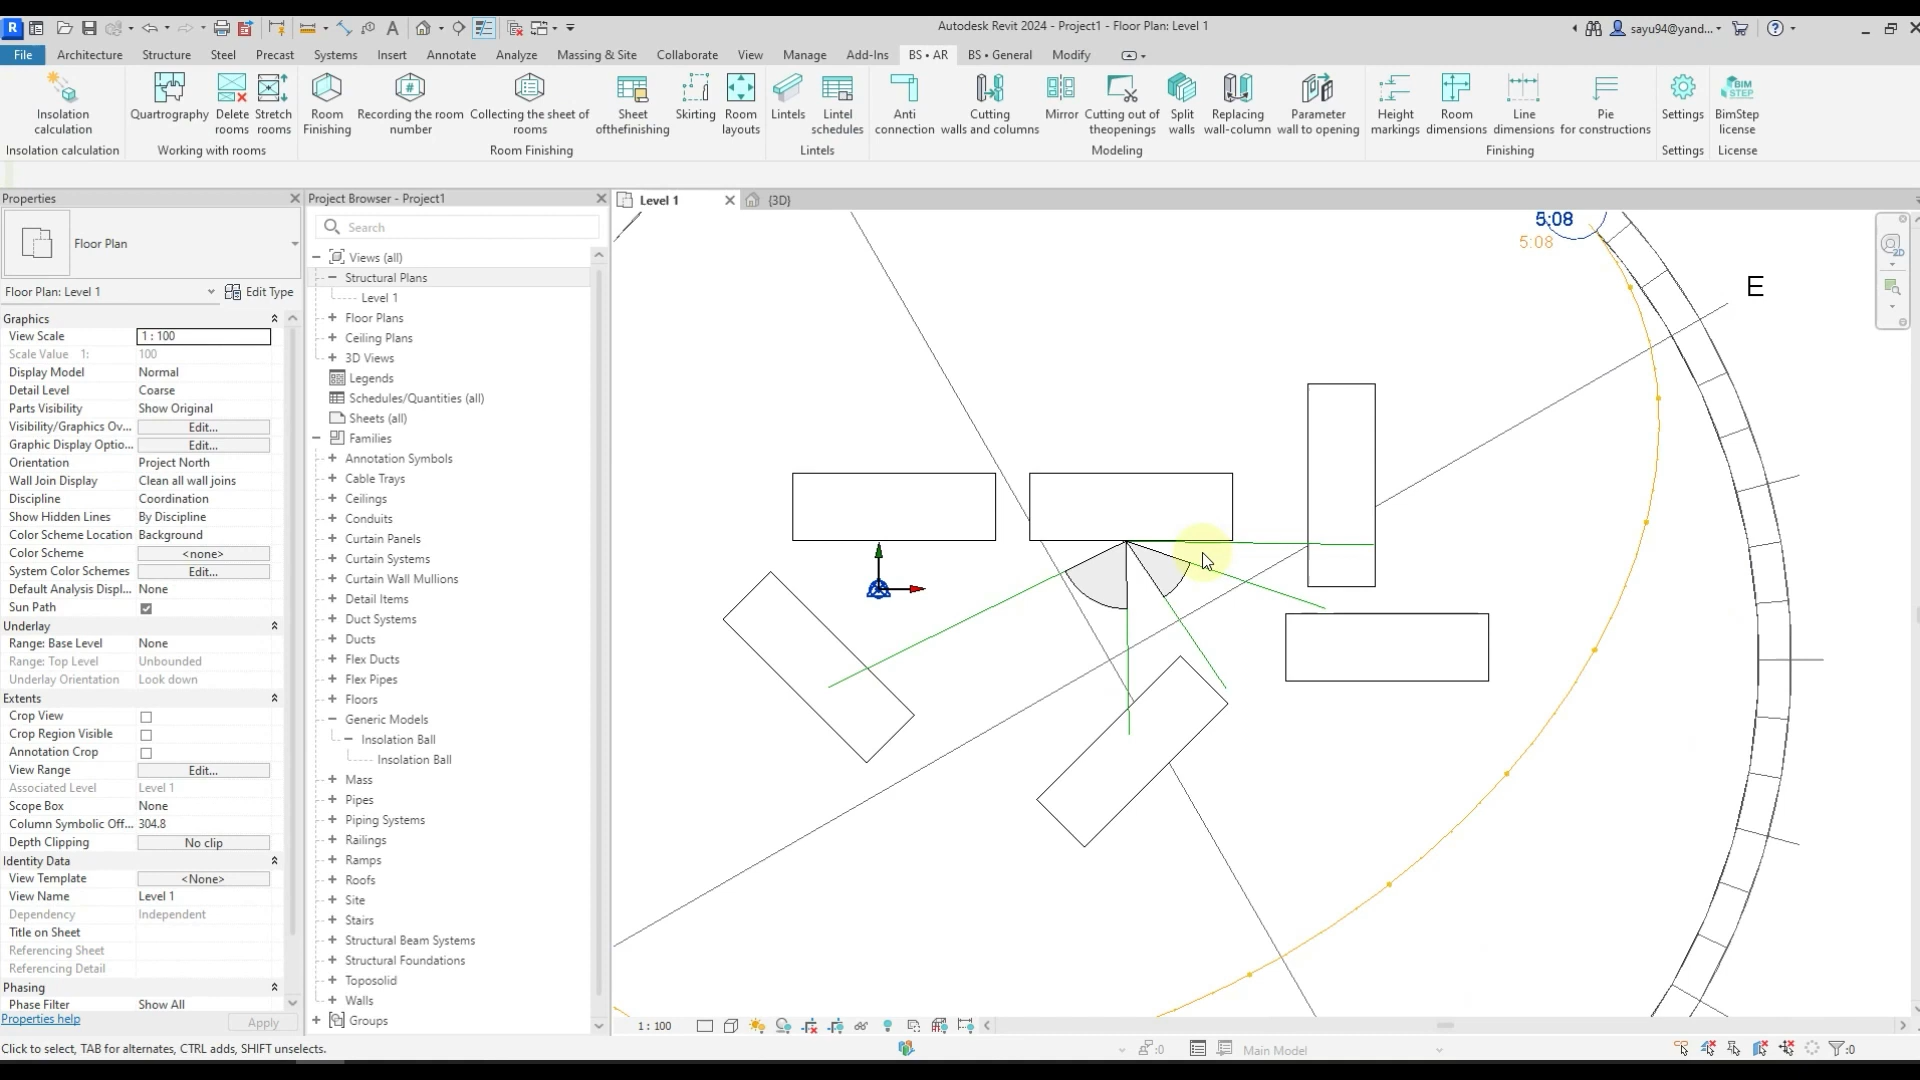 Autodesk Revit 2024 - Project1 - Floor Plan: Level 1
sayu94@yand...
File Architecture Structure Steel Precast Systems Insert Annotate Analyze Massing & Site Collaborate View Manage Add-Ins BS • AR BS • General Modify
Insolation calculation
Quartrography
Delete rooms
Stretch rooms
Room Finishing
Recording the room number
Collecting the sheet of rooms
Sheet ofthefinishing
Skirting
Room layouts
Lintels
Lintel schedules
Anti connection
Cutting walls and columns
Mirror
Cutting out of theopenings
Split walls
Replacing wall-column
Parameter wall to opening
Height markings
Room dimensions
Line dimensions
Pie for constructions
Settings
BIM STEP
BimStep license
Insolation calculation
Working with rooms
Room Finishing
Lintels
Modeling
Finishing
Settings
License
Properties
Floor Plan
Floor Plan: Level 1 Edit Type
Graphics
View Scale 1 : 100
Scale Value 1: 100
Display Model Normal
Detail Level Coarse
Parts Visibility Show Original
Visibility/Graphics Ov... Edit...
Graphic Display Optio... Edit...
Orientation Project North
Wall Join Display Clean all wall joins
Discipline Coordination
Show Hidden Lines By Discipline
Color Scheme Location Background
Color Scheme <none>
System Color Schemes Edit...
Default Analysis Displ... None
Sun Path
Underlay
Range: Base Level None
Range: Top Level Unbounded
Underlay Orientation Look down
Extents
Crop View
Crop Region Visible
Annotation Crop
View Range Edit...
Associated Level Level 1
Scope Box None
Column Symbolic Off... 304.8
Depth Clipping No clip
Identity Data
View Template <None>
View Name Level 1
Dependency Independent
Title on Sheet
Referencing Sheet
Referencing Detail
Phasing
Phase Filter Show All
Properties help Apply
Project Browser - Project1
Search
Views (all)
Structural Plans
Level 1
Floor Plans
Ceiling Plans
3D Views
Legends
Schedules/Quantities (all)
Sheets (all)
Families
Annotation Symbols
Cable Trays
Ceilings
Conduits
Curtain Panels
Curtain Systems
Curtain Wall Mullions
Detail Items
Duct Systems
Ducts
Flex Ducts
Flex Pipes
Floors
Generic Models
Insolation Ball
Insolation Ball
Mass
Pipes
Piping Systems
Railings
Ramps
Roofs
Site
Stairs
Structural Beam Systems
Structural Foundations
Toposolid
Walls
Groups
Level 1
{3D}
5:08
5:08
E
2D
1 : 100
Click to select, TAB for alternates, CTRL adds, SHIFT unselects.
:0
Main Model
:0